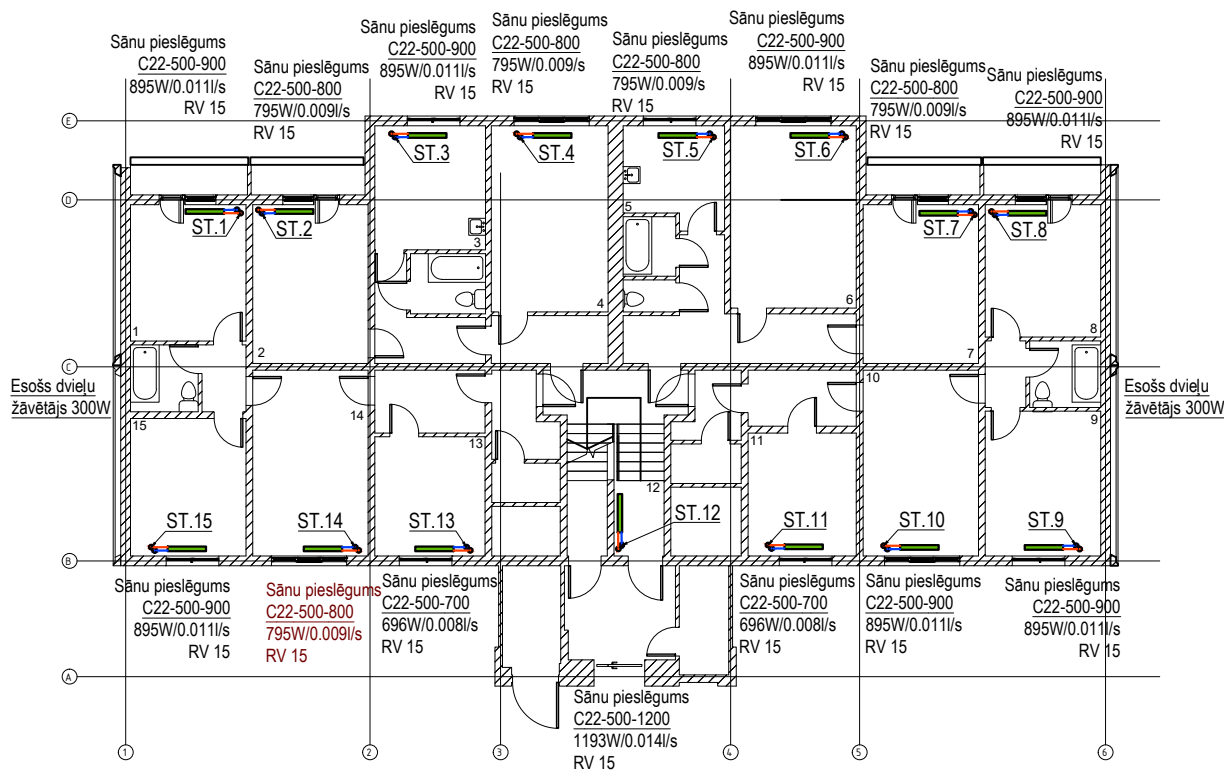 Sānu pieslēgums
C22-500-900
895W/0.011l/s
RV 15
Sānu pieslēgums
C22-500-800
795W/0.009l/s
RV 15
Sānu pieslēgums
C22-500-900
895W/0.011l/s
RV 15
Sānu pieslēgums
C22-500-800
795W/0.009l/s
RV 15
Sānu pieslēgums
C22-500-800
795W/0.009l/s
RV 15
Sānu pieslēgums
C22-500-900
895W/0.011l/s
RV 15
Sānu pieslēgums
C22-500-800
795W/0.009l/s
RV 15
Sānu pieslēgums
C22-500-900
895W/0.011l/s
RV 15
E
D
C
B
A
ST.3
ST.4
ST.5
ST.6
ST.1
ST.2
ST.7
ST.8
5
3
4
6
1
2
7
8
Esošs dvieļu
žāvētājs 300W
Esošs dvieļu
žāvētājs 300W
15
14
13
12
11
10
9
ST.15
ST.14
ST.13
ST.12
ST.11
ST.10
ST.9
Sānu pieslēgums
C22-500-900
895W/0.011l/s
RV 15
Sānu pieslēgums
C22-500-800
795W/0.009l/s
RV 15
Sānu pieslēgums
C22-500-700
696W/0.008l/s
RV 15
Sānu pieslēgums
C22-500-1200
1193W/0.014l/s
RV 15
Sānu pieslēgums
C22-500-700
696W/0.008l/s
RV 15
Sānu pieslēgums
C22-500-900
895W/0.011l/s
RV 15
Sānu pieslēgums
C22-500-900
895W/0.011l/s
RV 15
1
2
3
4
5
6